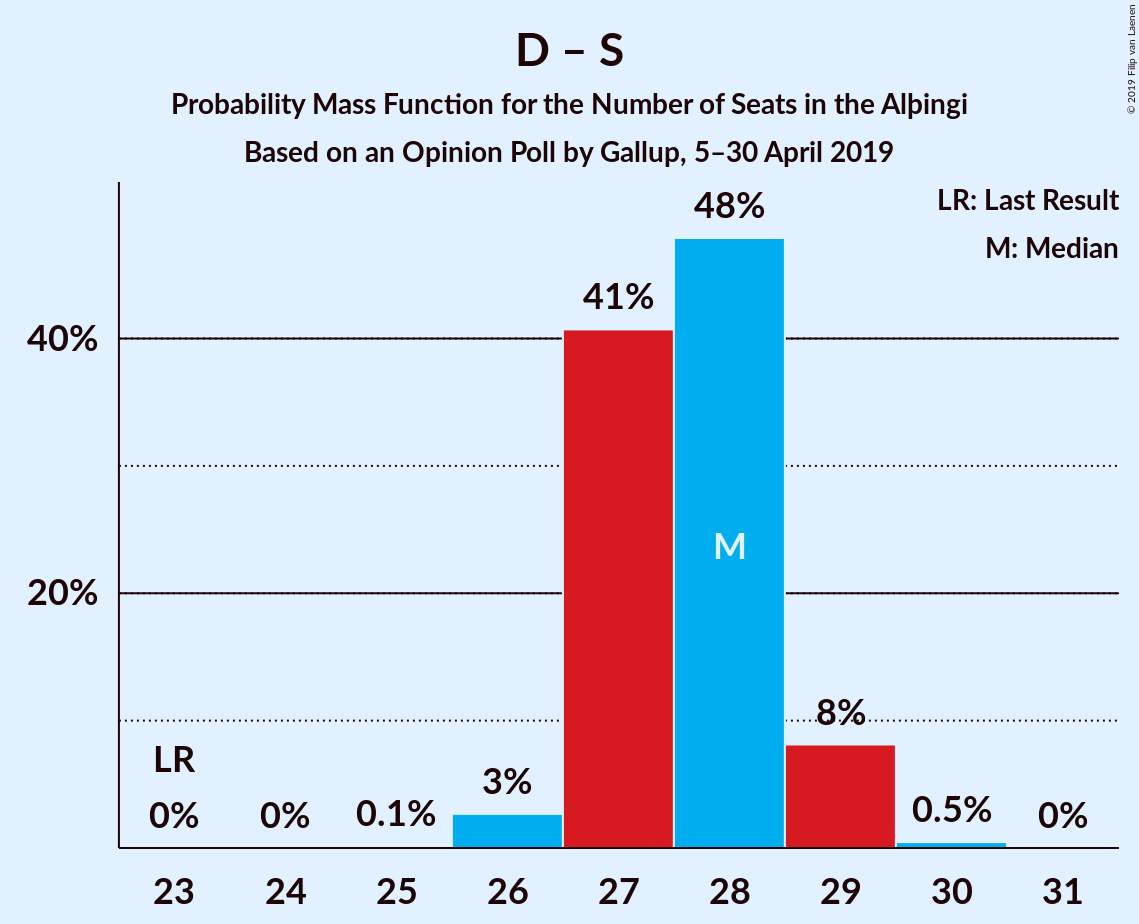 D – S
Probability Mass Function for the Number of Seats in the Alþingi
Based on an Opinion Poll by Gallup, 5–30 April 2019
© 2019 Filip van Laenen
LR: Last Result
M: Median
48%
41%
40%
M
20%
8%
LR
3%
0%
0%
0.1%
0.5%
0%
23
24
25
26
27
28
29
30
31